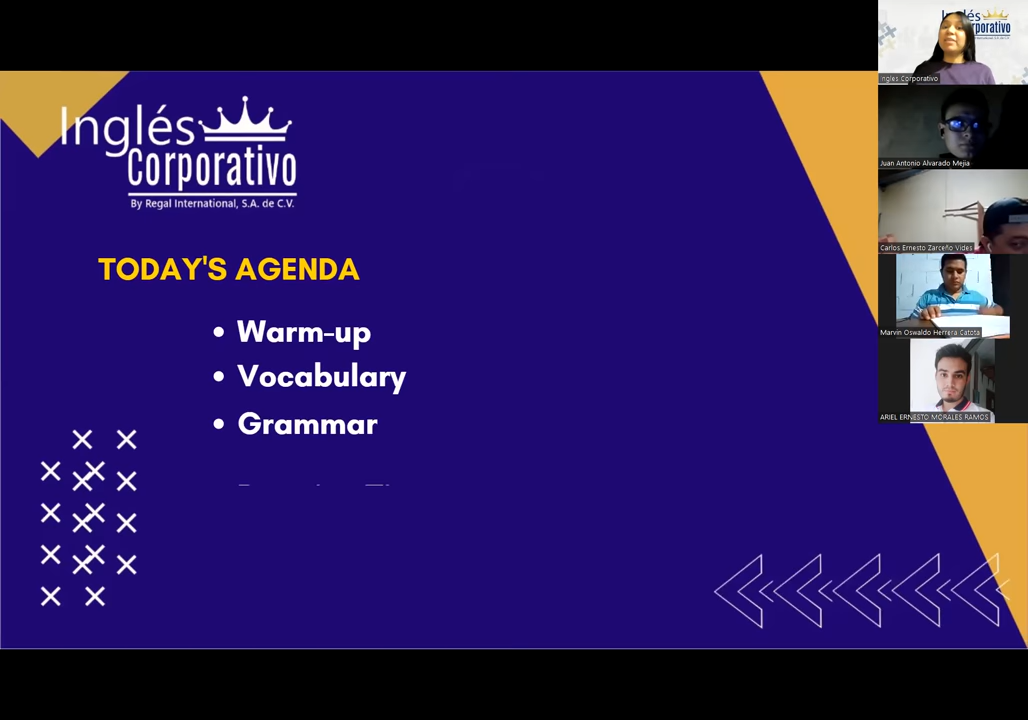 Inglés
Corporativo
By Regal International, S.A. de C.V.
TODAY'S AGENDA
• Warm-up
• Vocabulary
• Grammar
Inglés
Corporativo
Juan Antonio Alvarado Mejia
Carlos Ernesto Zarceño Vides
Marvin Oswaldo Herrera Catota
ARIEL ERNESTO MORALES RAMOS